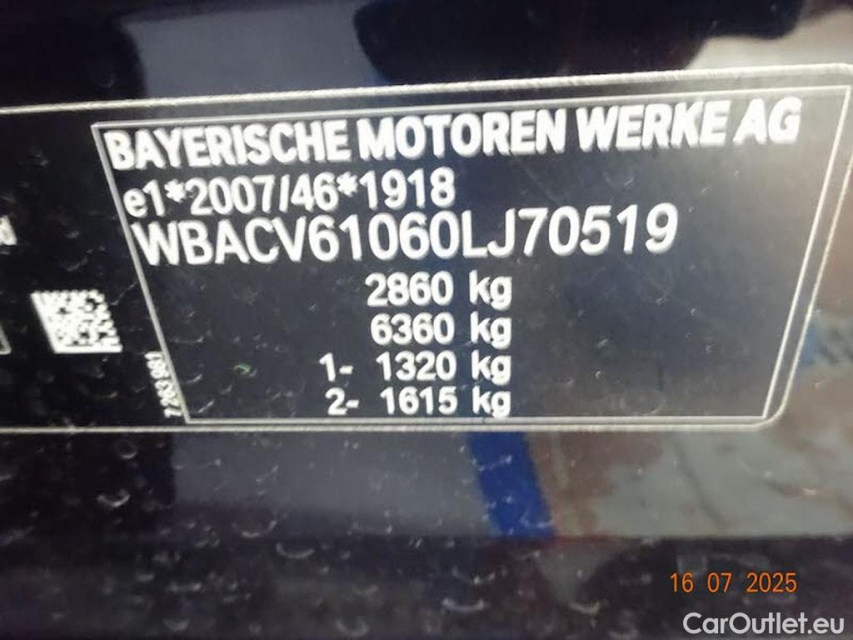 BAYERISCHE MOTOREN WERKE AG
e1*2007/46*1918
WBACV61060LJ70519
2860 kg
6360 kg
1- 1320 kg
2- 1615 kg
16 07 2025
CarOutlet.eu